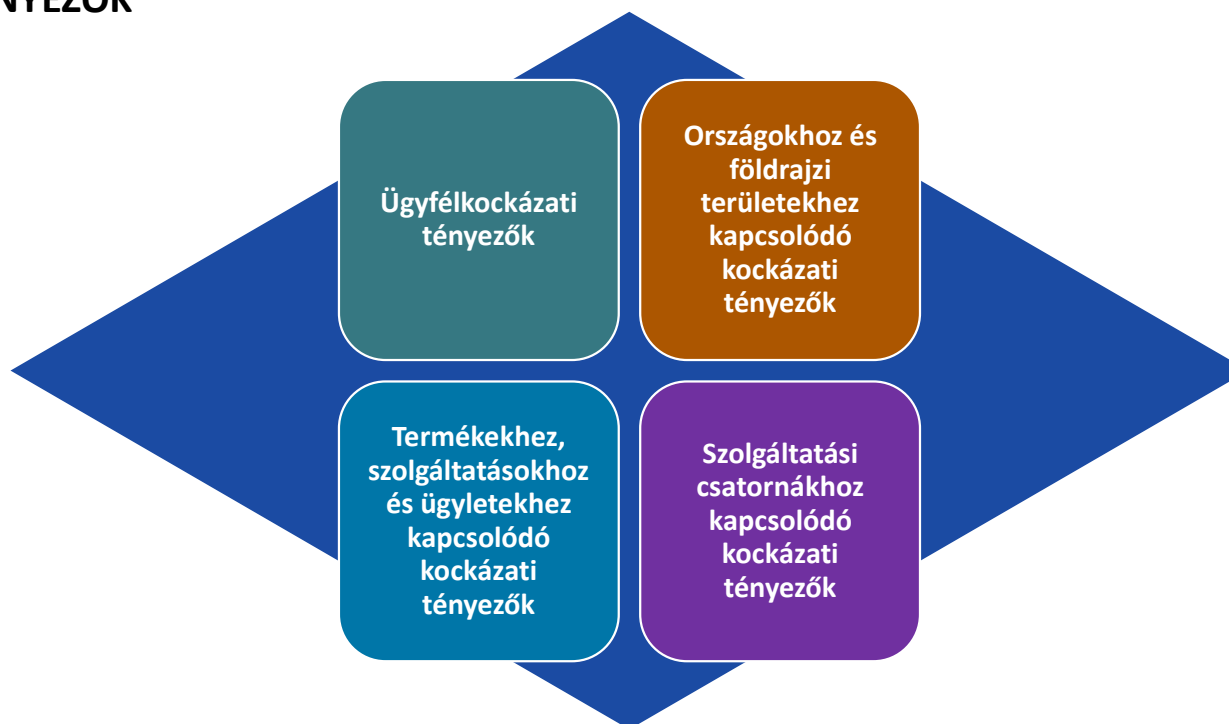 Ügyfélkockázati
tényezők
Országokhoz és
földrajzi
területekhez
kapcsolódó
kockázati
tényezők
Termékekhez,
szolgáltatásokhoz
és ügyletekhez
kapcsolódó
kockázati
tényezők
Szolgáltatási
csatornákhoz
kapcsolódó
kockázati
tényezők